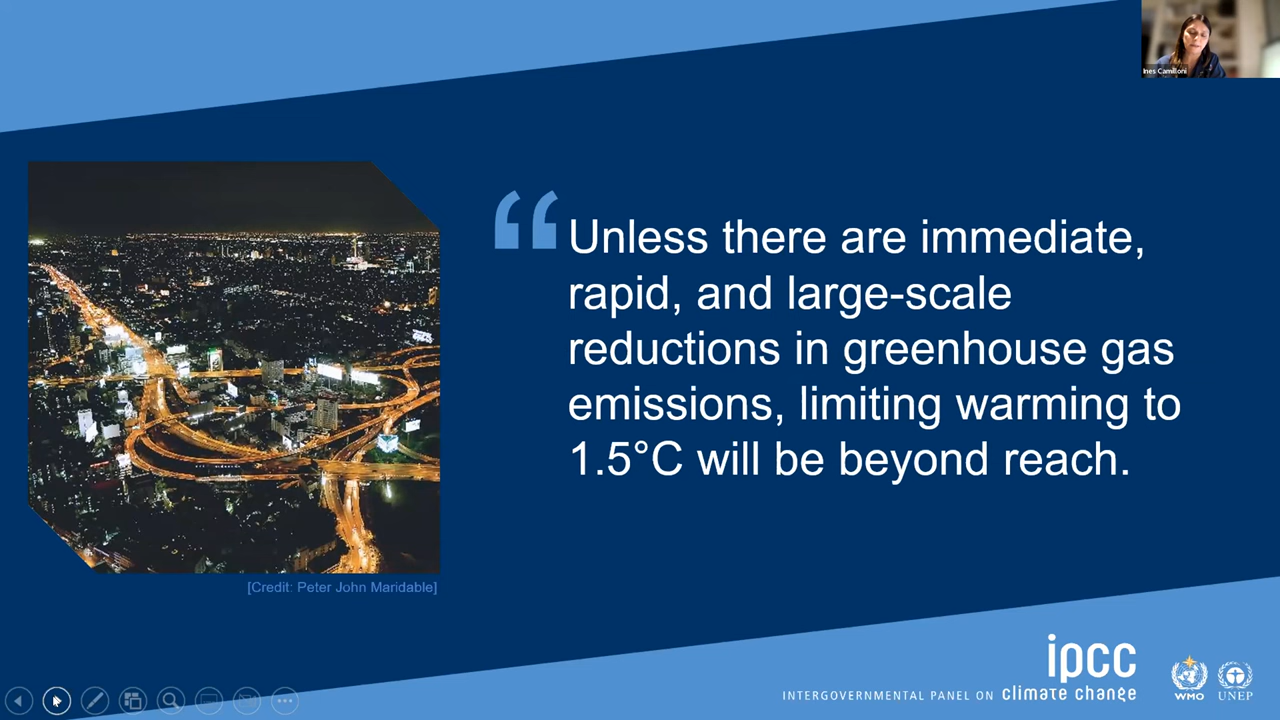 Ines Camilloni
“
Unless there are immediate,
rapid, and large-scale
reductions in greenhouse gas
emissions, limiting warming to
1.5°C will be beyond reach.
[Credit: Peter John Maridable]
ipcc
INTERGOVERNMENTAL PANEL ON climate change
WMO
UNEP